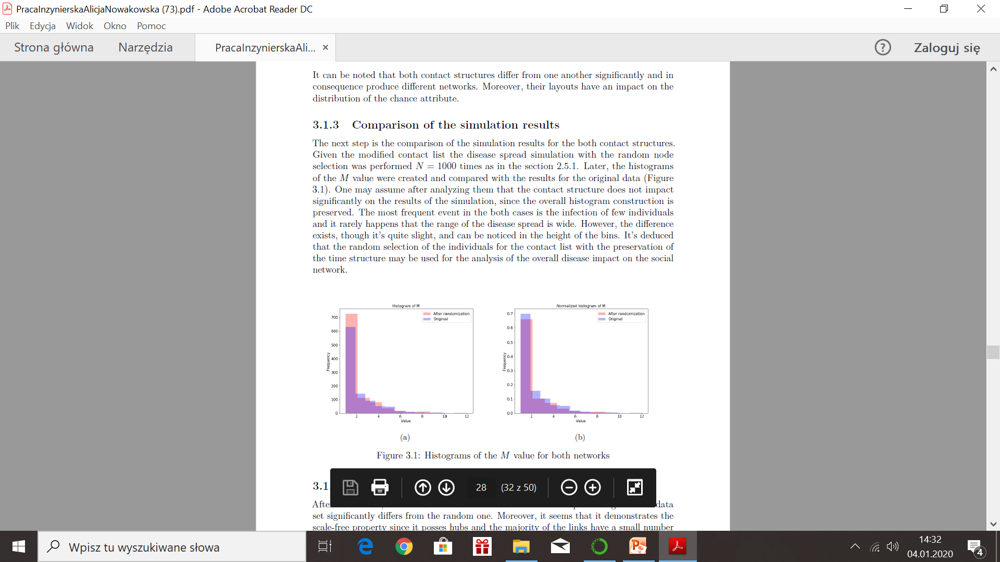 PracaInzynierskaAlicjaNowakowska (73).pdf - Adobe Acrobat Reader DC
Plik Edycja Widok Okno Pomoc
Strona główna Narzędzia PracaInzynierskaAli... × ? Zaloguj się
It can be noted that both contact structures differ from one another significantly and in
consequence produce different networks. Moreover, their layouts have an impact on the
distribution of the chance attribute.
3.1.3 Comparison of the simulation results
The next step is the comparison of the simulation results for the both contact structures.
Given the modified contact list the disease spread simulation with the random node
selection was performed N = 1000 times as in the section 2.5.1. Later, the histograms
of the M value were created and compared with the results for the original data (Figure
3.1). One may assume after analyzing them that the contact structure does not impact
significantly on the results of the simulation, since the overall histogram construction is
preserved. The most frequent event in the both cases is the infection of few individuals
and it rarely happens that the range of the disease spread is wide. However, the difference
exists, though it's quite slight, and can be noticed in the height of the bins. It's deduced
that the random selection of the individuals for the contact list with the preservation of
the time structure may be used for the analysis of the overall disease impact on the social
network.
Histogram of M
After randomization
Original
700
600
500
400
300
200
100
0
Frequency
2 4 6 8 10 12
Value
(a)
Normalized histogram of M
After randomization
Original
0.7
0.6
0.5
0.4
0.3
0.2
0.1
0.0
Frequency
2 4 6 8 10 12
Value
(b)
Figure 3.1: Histograms of the M value for both networks
3.1
28 (32 z 50)
Afte data
set significantly differs from the random one. Moreover, it seems that it demonstrates the
scale-free property since it posses hubs and the majority of the links have a small number
Wpisz tu wyszukiwane słowa
14:32
04.01.2020
4